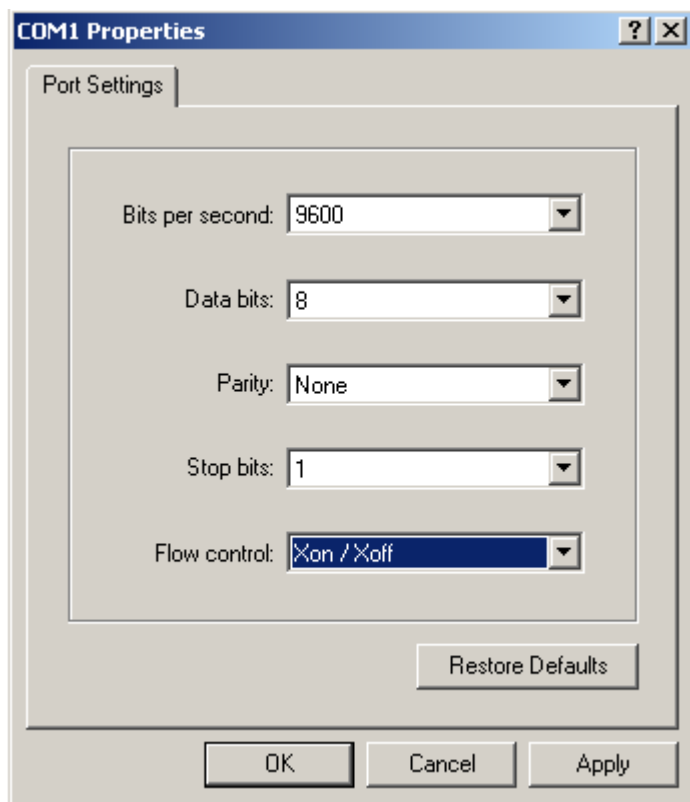 COM1 Properties
Port Settings
Bits per second: 9600
Data bits: 8
Parity: None
Stop bits: 1
Flow control: Xon / Xoff
Restore Defaults
OK Cancel Apply